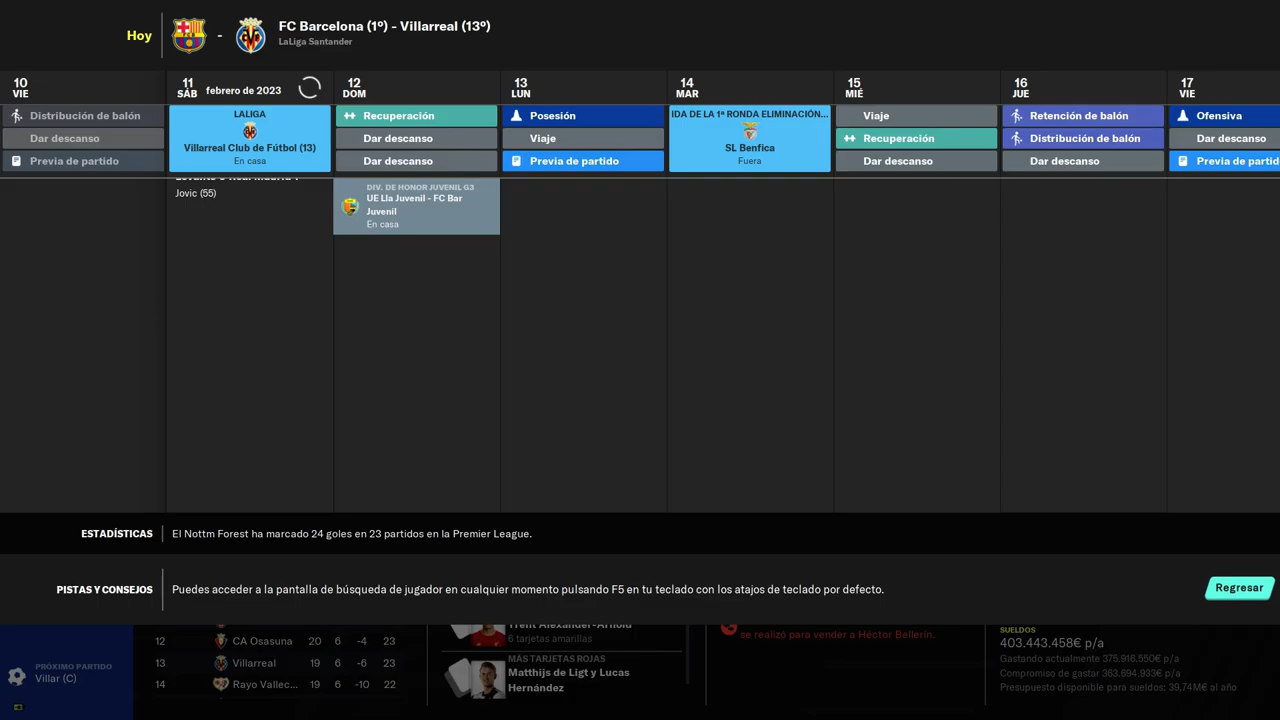 Hoy
-
FC Barcelona (1º) - Villarreal (13º)
LaLiga Santander
10
VIE
11
SÁB
febrero de 2023
12
DOM
13
LUN
14
MAR
15
MIÉ
16
JUE
17
VIE
Distribución de balón
Dar descanso
Previa de partido
LALIGA
Villarreal Club de Fútbol (13)
En casa
Recuperación
Dar descanso
Dar descanso
Posesión
Viaje
Previa de partido
IDA DE LA 1ª RONDA ELIMINACIÓN...
SL Benfica
Fuera
Viaje
Recuperación
Dar descanso
Retención de balón
Distribución de balón
Dar descanso
Ofensiva
Dar descanso
Previa de partid
Jovic (55)
DIV. DE HONOR JUVENIL G3
UE Lla Juvenil - FC Bar
Juvenil
En casa
ESTADÍSTICAS
El Nottm Forest ha marcado 24 goles en 23 partidos en la Premier League.
PISTAS Y CONSEJOS
Puedes acceder a la pantalla de búsqueda de jugador en cualquier momento pulsando F5 en tu teclado con los atajos de teclado por defecto.
Regresar
PRÓXIMO PARTIDO
Villar (C)
12 CA Osasuna 20 6 -4 23
13 Villarreal 19 6 -6 23
14 Rayo Vallec... 19 6 -10 22
Trent Alexander-Arnold
6 tarjetas amarillas
MÁS TARJETAS ROJAS
Matthijs de Ligt y Lucas
Hernández
se realizó para vender a Héctor Bellerín.
SUELDOS
403.443.458€ p/a
Gastando actualmente 375,916.550€ p/a
Compromiso de gastar 363.694.933€ p/a
Presupuesto disponible para sueldos: 39,74M€ al año